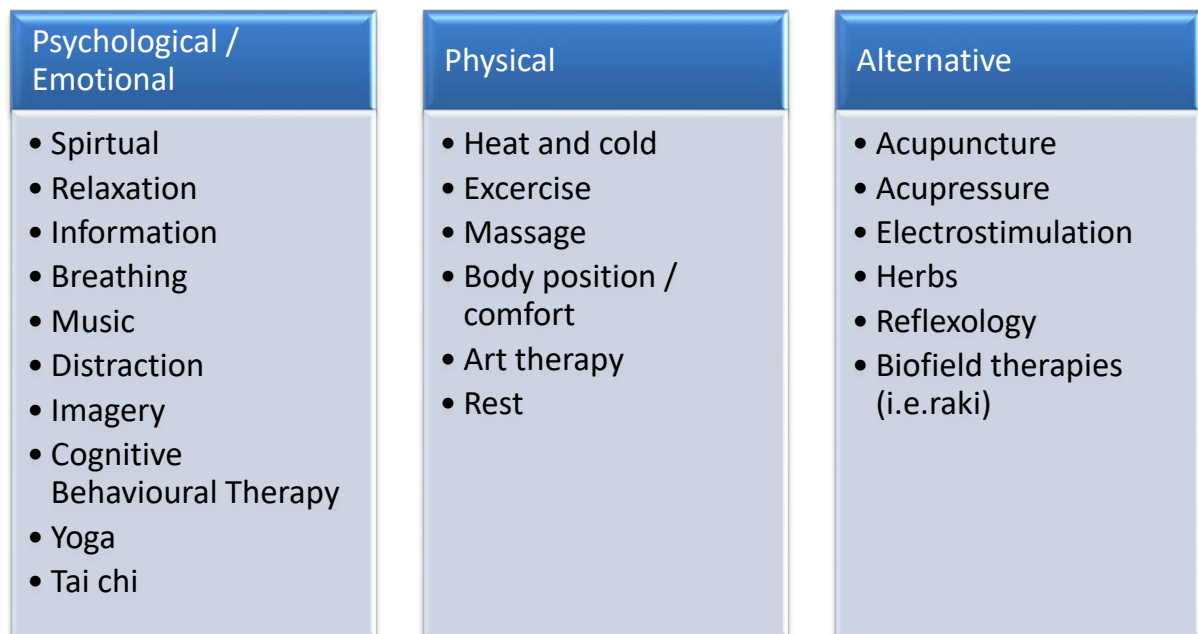 Psychological /
Emotional
• Spirtual
• Relaxation
• Information
• Breathing
• Music
• Distraction
• Imagery
• Cognitive
Behavioural Therapy
• Yoga
• Tai chi
Physical
• Heat and cold
• Excercise
• Massage
• Body position /
comfort
• Art therapy
• Rest
Alternative
• Acupuncture
• Acupressure
• Electrostimulation
• Herbs
• Reflexology
• Biofield therapies
(i.e.raki)